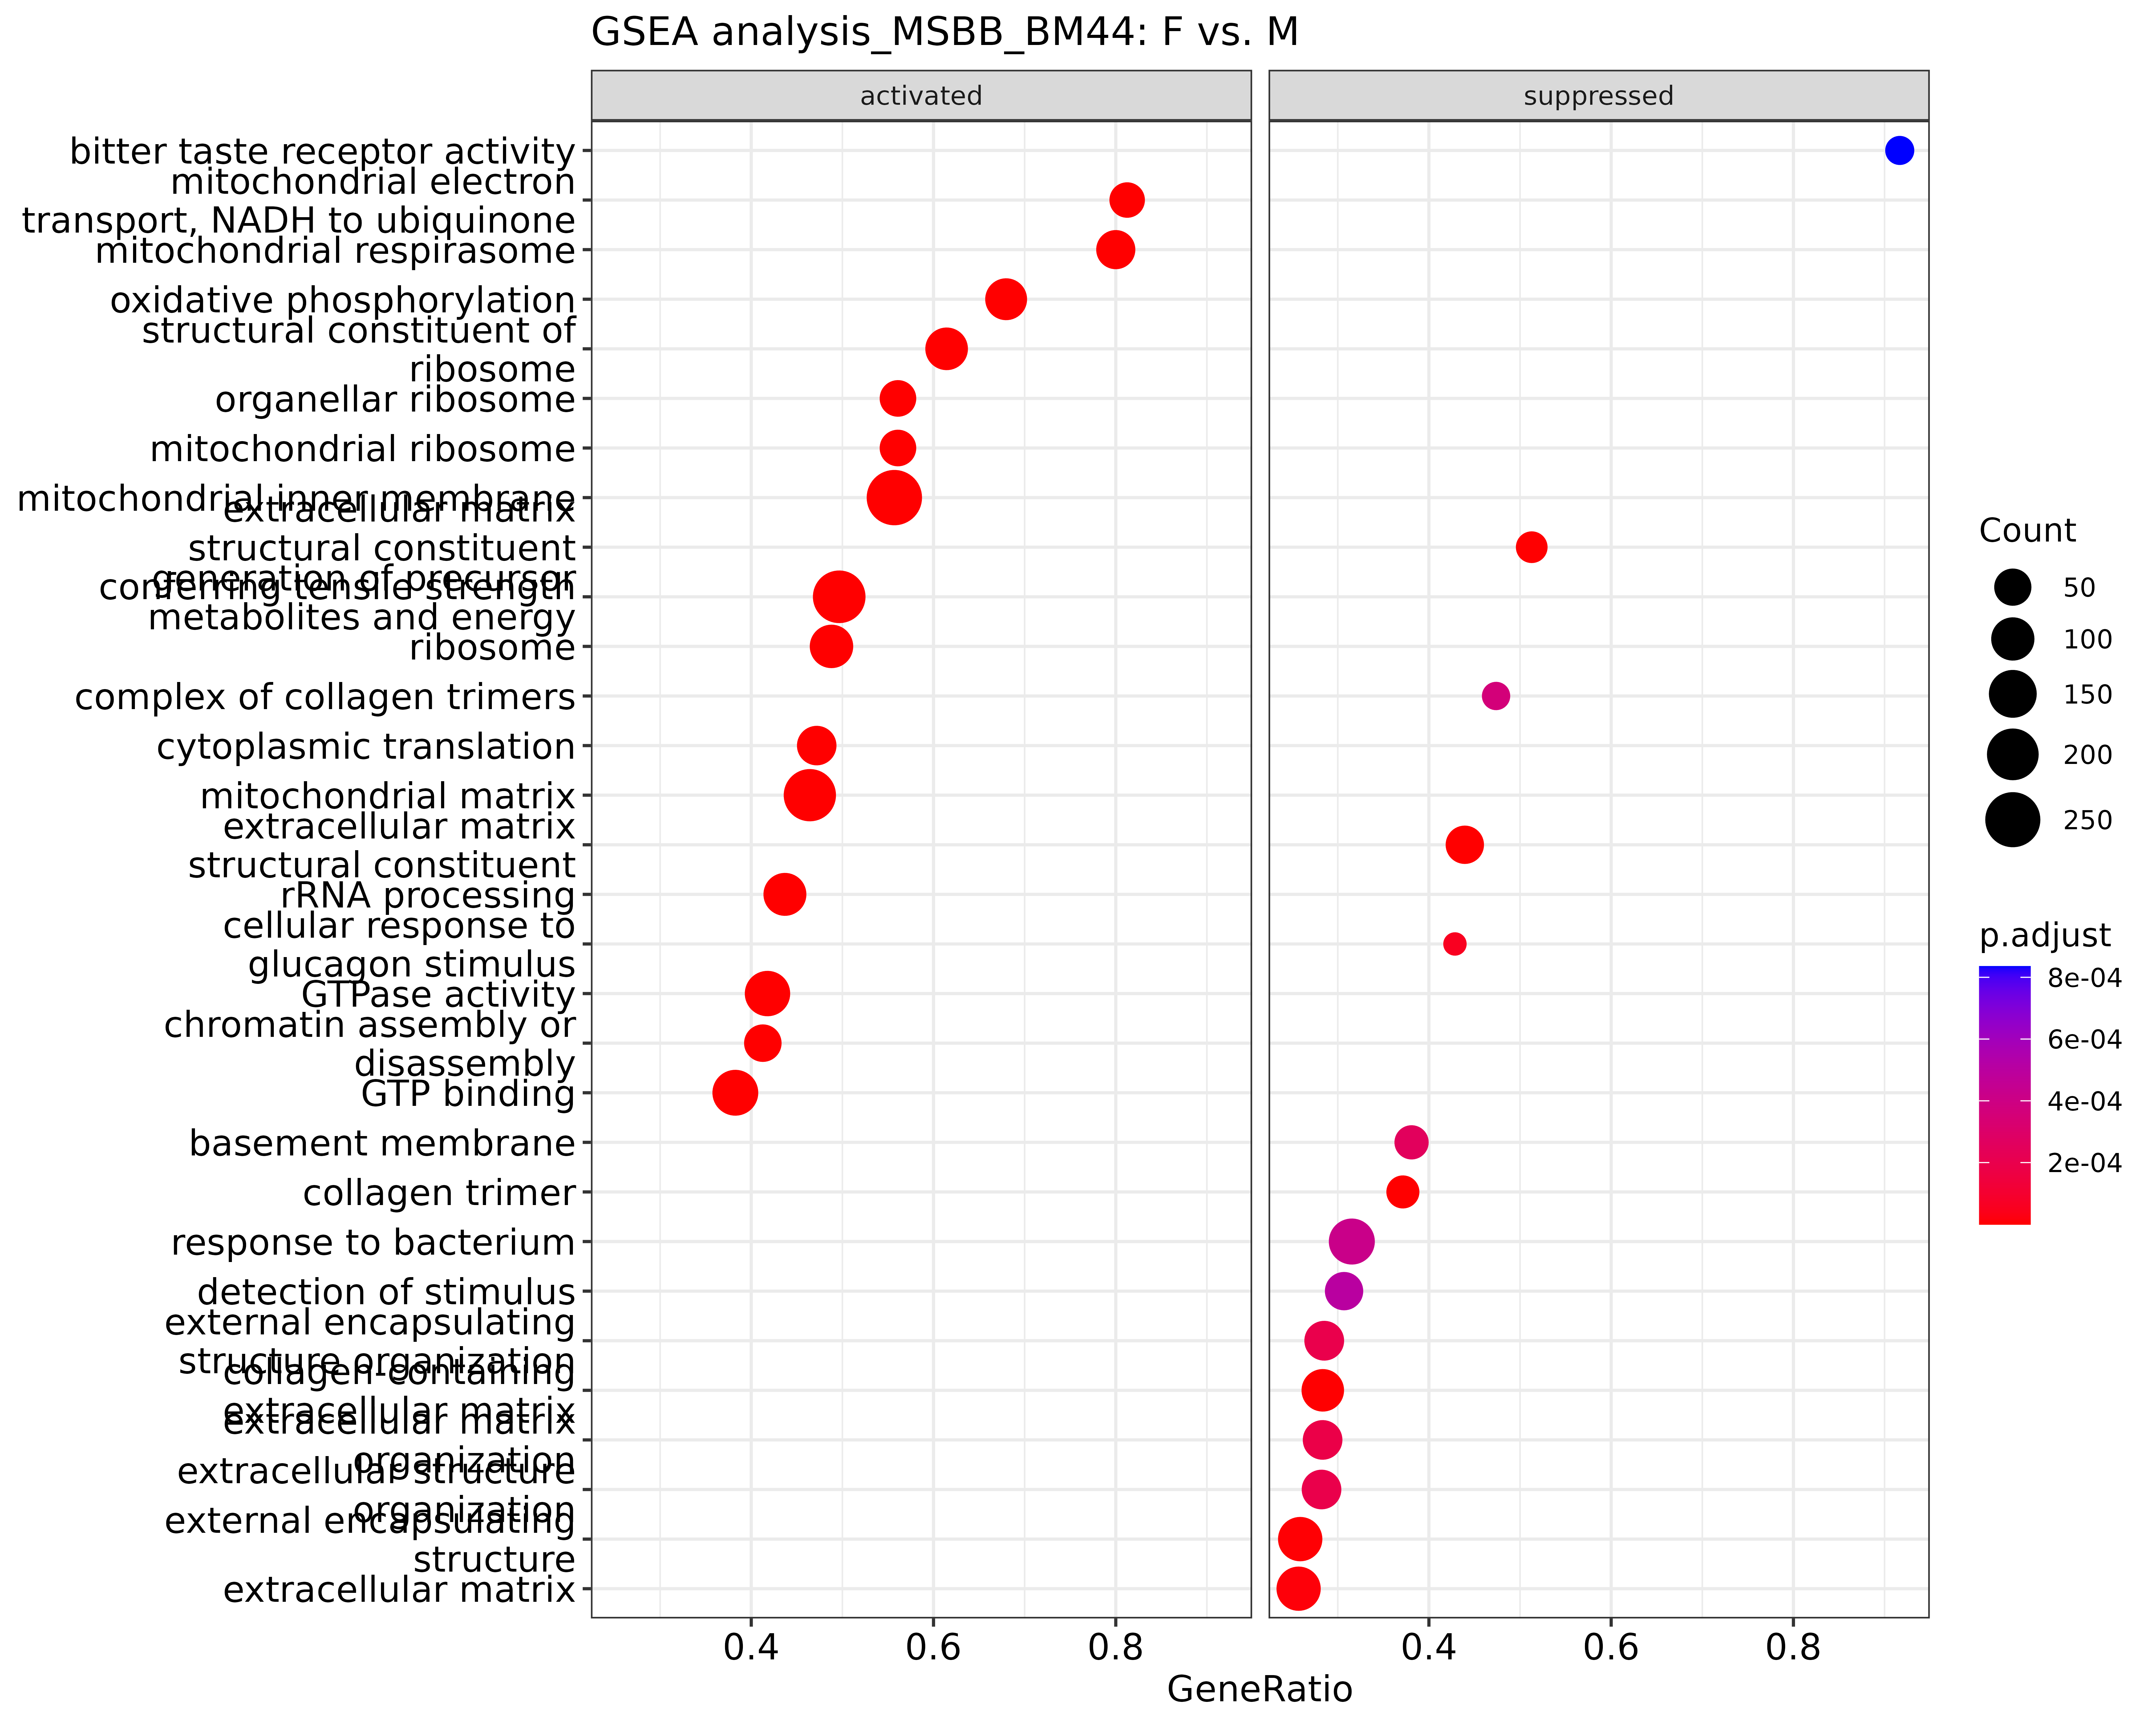 GSEA analysis_MSBB_BM44: F vs. M
activated
suppressed
bitter taste receptor activity
mitochondrial electron
transport, NADH to ubiquinone
mitochondrial respirasome
oxidative phosphorylation
structural constituent of
ribosome
organellar ribosome
mitochondrial ribosome
mitochondrial inner membrane
extracellular matrix
structural constituent
conferring tensile strength
generation of precursor
metabolites and energy
ribosome
complex of collagen trimers
cytoplasmic translation
mitochondrial matrix
extracellular matrix
structural constituent
rRNA processing
cellular response to
glucagon stimulus
GTPase activity
chromatin assembly or
disassembly
GTP binding
basement membrane
collagen trimer
response to bacterium
detection of stimulus
external encapsulating
structure organization
collagen-containing
extracellular matrix
extracellular matrix
organization
extracellular structure
organization
external encapsulating
structure
extracellular matrix
0.4
0.6
0.8
0.4
0.6
0.8
GeneRatio
Count
50
100
150
200
250
p.adjust
8e-04
6e-04
4e-04
2e-04